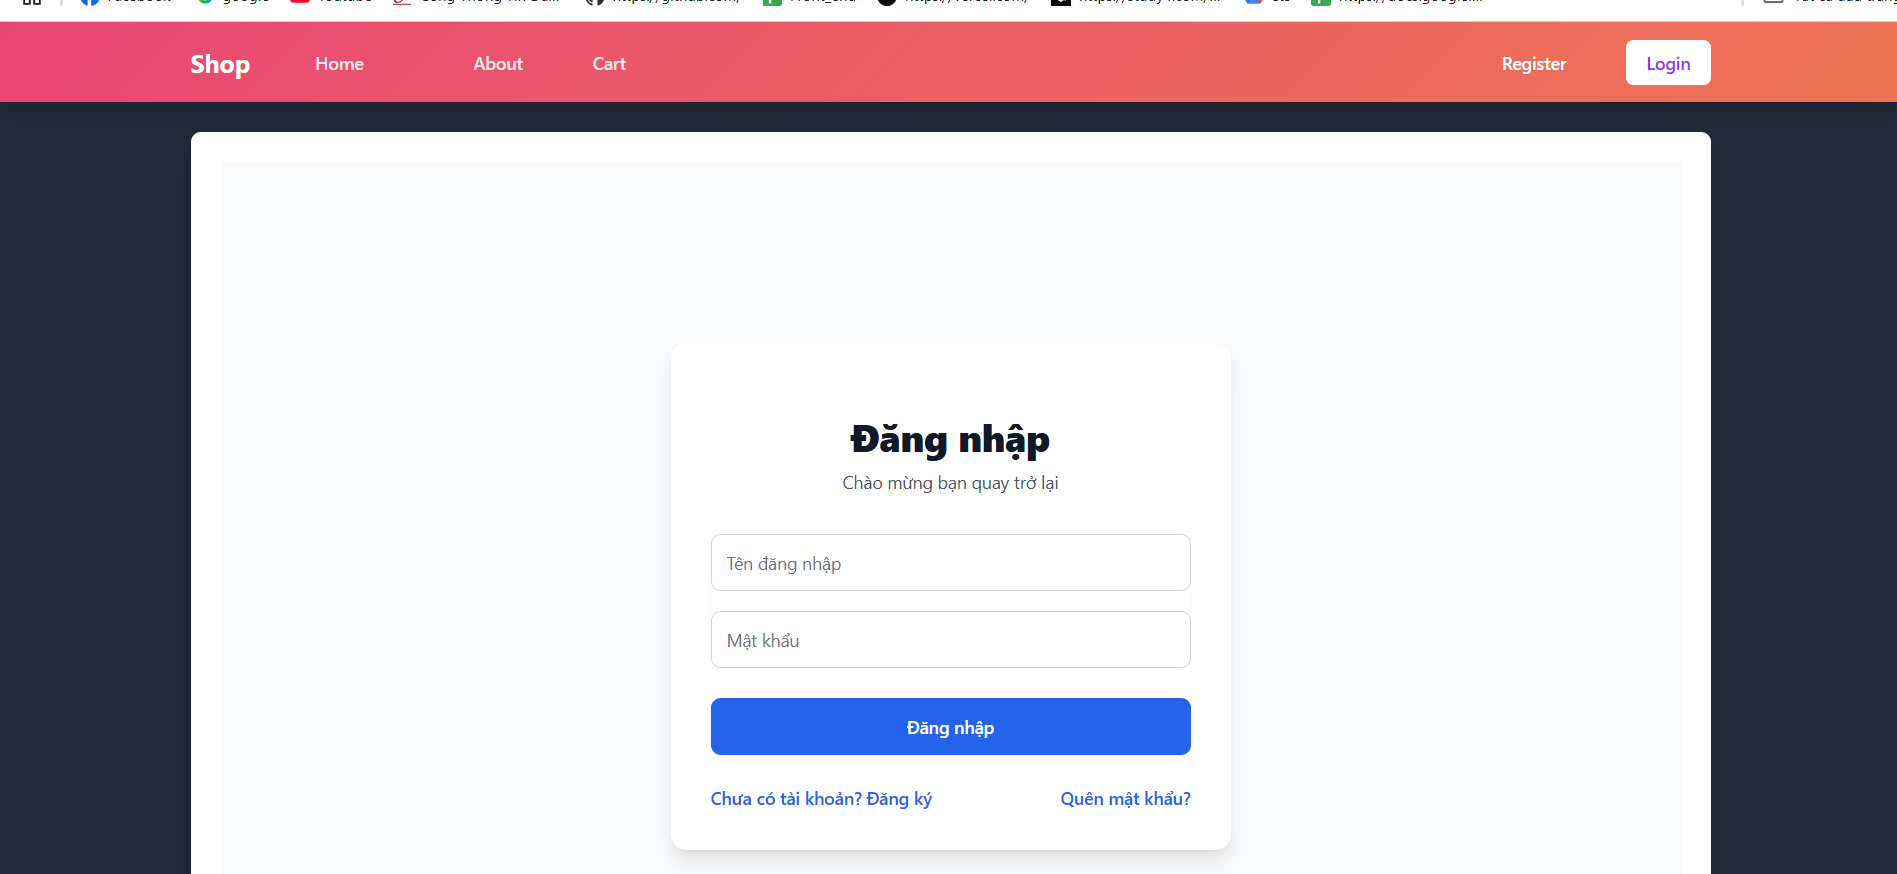 Shop Home About Cart Register Login
Đăng nhập
Chào mừng bạn quay trở lại
Tên đăng nhập
Mật khẩu
Đăng nhập
Chưa có tài khoản? Đăng ký Quên mật khẩu?